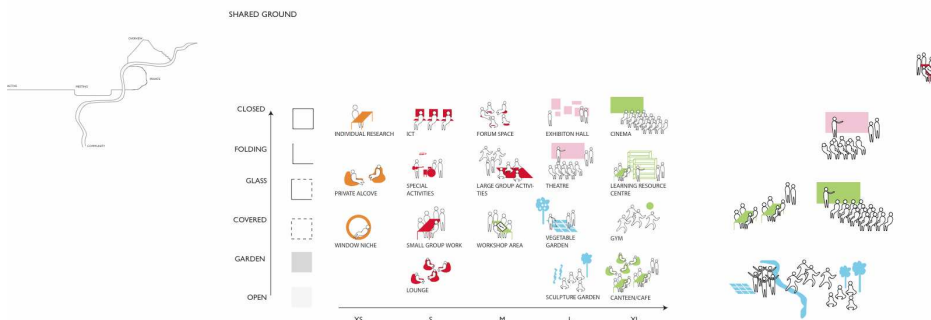 SHARED GROUND
CLOSED
FOLDING
GLASS
COVERED
GARDEN
OPEN
INDIVIDUAL RESEARCH
ICT
FORUM SPACE
EXHIBITON HALL
CINEMA
PRIVATE ALCOVE
SPECIAL
ACTIVITIES
LARGE GROUP ACTIVI-
TIES
THEATRE
LEARNING RESOURCE
CENTRE
WINDOW NICHE
SMALL GROUP WORK
WORKSHOP AREA
VEGETABLE
GARDEN
GYM
LOUNGE
SCULPTURE GARDEN
CANTEEN/CAFE
XS
S
M
L
XL